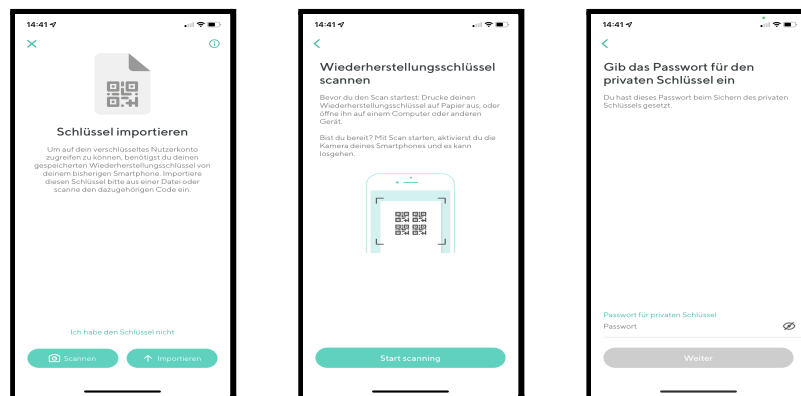 14:41
Schlüssel importieren
Um auf dein verschlüsseltes Nutzerkonto
zugreifen zu können, benötigst du deinen
gespeicherten Wiederherstellungsschlüssel von
deinem bisherigen Smartphone. Importiere
diesen Schlüssel bitte aus einer Datei oder
scanne den dazugehörigen Code ein.
Ich habe den Schlüssel nicht
Scannen
Importieren
14:41
Wiederherstellungsschlüssel
scannen
Bevor du den Scan startest: Drucke deinen
Wiederherstellungsschlüssel auf Papier aus, oder
öffne ihn auf einem Computer oder anderen
Gerät.
Bist du bereit? Mit Scan starten, aktivierst du die
Kamera deines Smartphones und es kann
losgehen.
Start scanning
14:41
Gib das Passwort für den
privaten Schlüssel ein
Du hast dieses Passwort beim Sichern des privaten
Schlüssels gesetzt.
Passwort für privaten Schlüssel
Passwort
Weiter